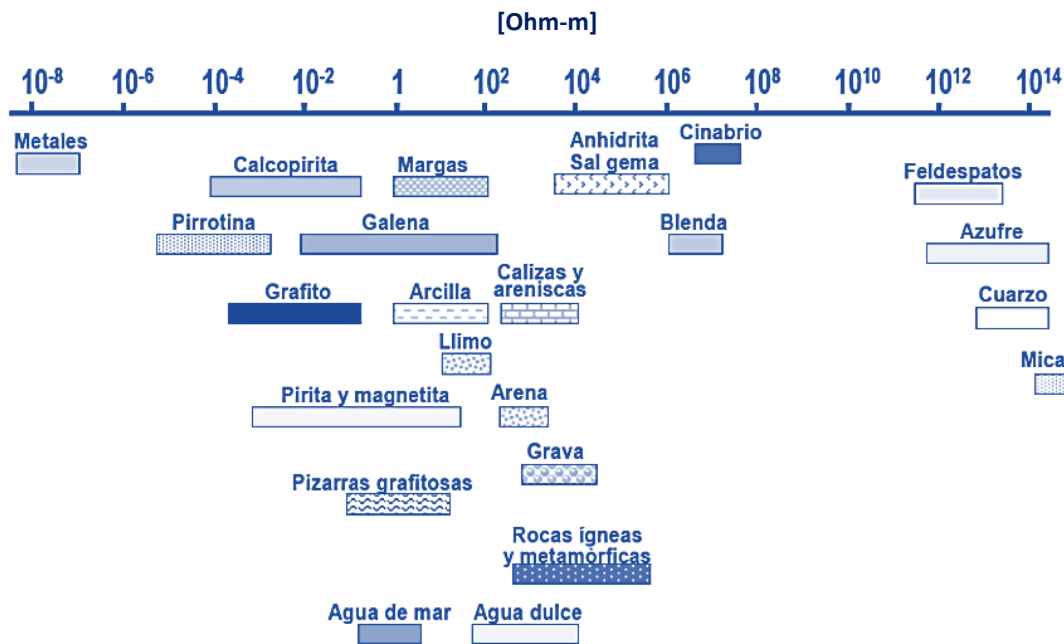 [Ohm-m]
10-8 10-6 10-4 10-2 1 102 104 106 108 1010 1012 1014
Metales
Calcopirita
Margas
Anhidrita
Sal gema
Cinabrio
Feldespatos
Pirrotina
Galena
Blenda
Azufre
Grafito
Arcilla
Calizas y
areniscas
Cuarzo
Llimo
Mica
Pirita y magnetita
Arena
Grava
Pizarras grafitosas
Rocas ígneas
y metamòrficas
Agua de mar
Agua dulce